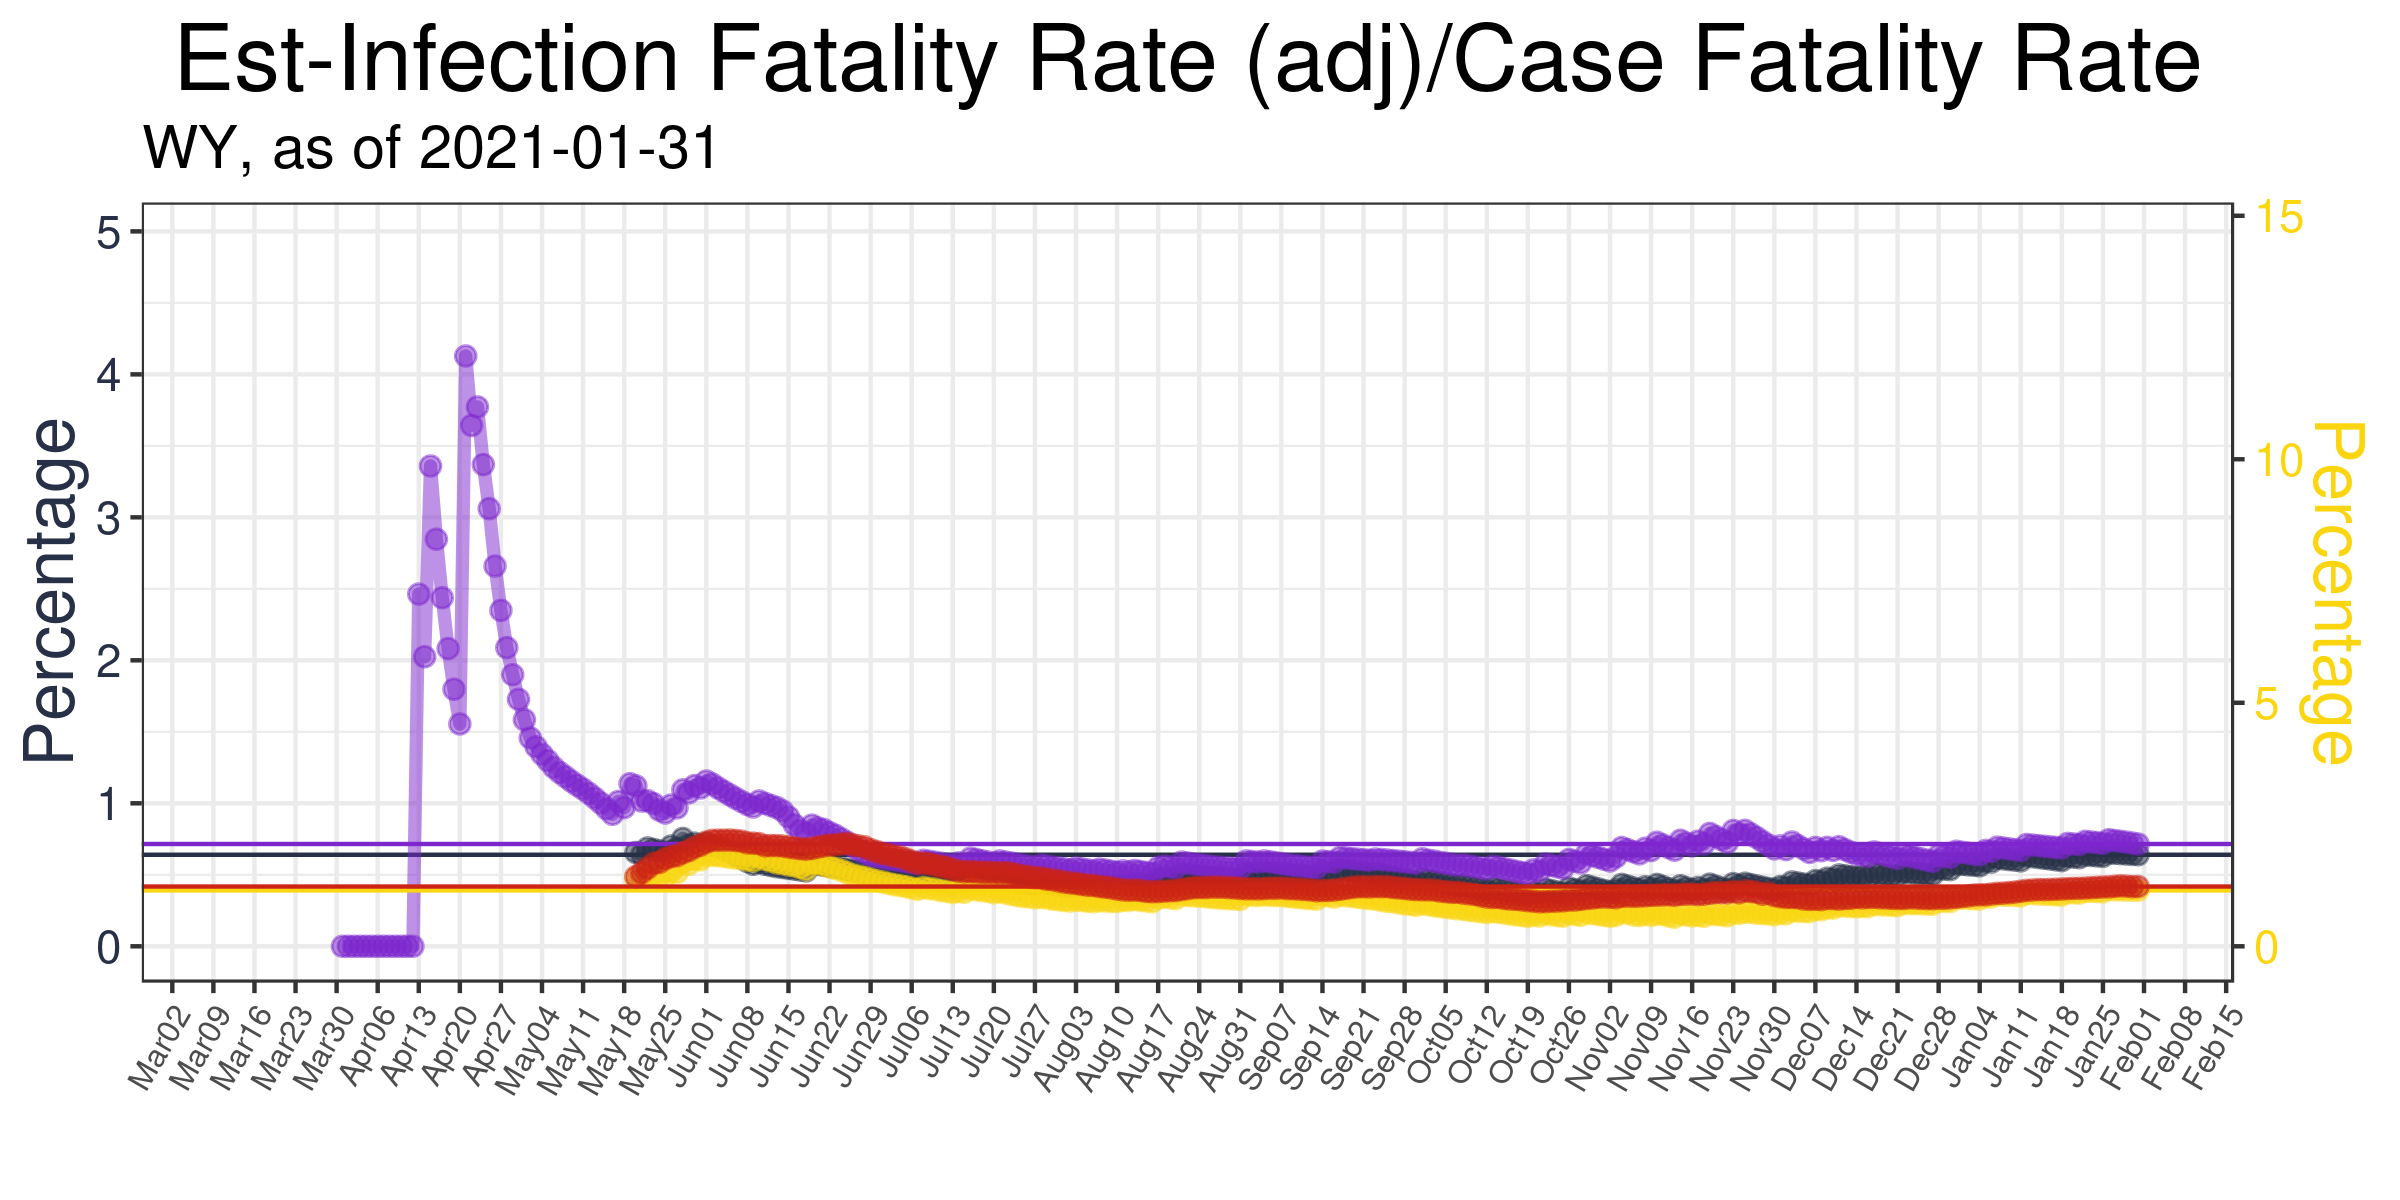 Est-Infection Fatality Rate (adj)/Case Fatality Rate
WY, as of 2021-01-31
Percentage
5
4
3
2
1
0
15
10
5
0
Percentage
Mar02
Mar09
Mar16
Mar23
Mar30
Apr06
Apr13
Apr20
Apr27
May04
May11
May18
May25
Jun01
Jun08
Jun15
Jun22
Jun29
Jul06
Jul13
Jul20
Jul27
Aug03
Aug10
Aug17
Aug24
Aug31
Sep07
Sep14
Sep21
Sep28
Oct05
Oct12
Oct19
Oct26
Nov02
Nov09
Nov16
Nov23
Nov30
Dec07
Dec14
Dec21
Dec28
Jan04
Jan11
Jan18
Jan25
Feb01
Feb08
Feb15